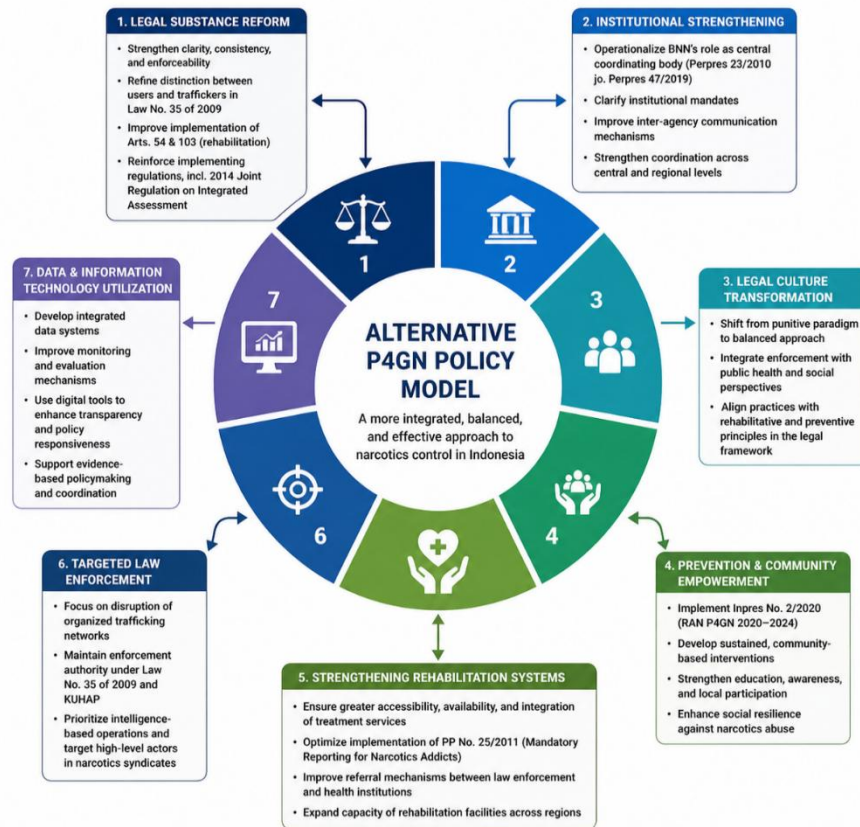 1. LEGAL SUBSTANCE REFORM
• Strengthen clarity, consistency,
and enforceability
• Refine distinction between
users and traffickers in
Law No. 35 of 2009
• Improve implementation of
Arts. 54 & 103 (rehabilitation)
• Reinforce implementing
regulations, incl. 2014 Joint
Regulation on Integrated
Assessment
2. INSTITUTIONAL STRENGTHENING
• Operationalize BNN's role as central
coordinating body (Perpres 23/2010
jo. Perpres 47/2019)
• Clarify institutional mandates
• Improve inter-agency communication
mechanisms
• Strengthen coordination across
central and regional levels
1
2
3
4
6
7
ALTERNATIVE
P4GN POLICY
MODEL
A more integrated, balanced,
and effective approach to
narcotics control in Indonesia
3. LEGAL CULTURE
TRANSFORMATION
• Shift from punitive paradigm
to balanced approach
• Integrate enforcement with
public health and social
perspectives
• Align practices with
rehabilitative and preventive
principles in the legal
framework
4. PREVENTION & COMMUNITY
EMPOWERMENT
• Implement Inpres No. 2/2020
(RAN P4GN 2020–2024)
• Develop sustained, community-
based interventions
• Strengthen education, awareness,
and local participation
• Enhance social resilience
against narcotics abuse
5. STRENGTHENING REHABILITATION SYSTEMS
• Ensure greater accessibility, availability, and integration
of treatment services
• Optimize implementation of PP No. 25/2011 (Mandatory
Reporting for Narcotics Addicts)
• Improve referral mechanisms between law enforcement
and health institutions
• Expand capacity of rehabilitation facilities across regions
6. TARGETED LAW
ENFORCEMENT
• Focus on disruption of
organized trafficking
networks
• Maintain enforcement
authority under Law
No. 35 of 2009 and
KUHAP
• Prioritize intelligence-
based operations and
target high-level actors
in narcotics syndicates
7. DATA & INFORMATION
TECHNOLOGY UTILIZATION
• Develop integrated
data systems
• Improve monitoring
and evaluation
mechanisms
• Use digital tools to
enhance transparency
and policy
responsiveness
• Support evidence-
based policymaking
and coordination